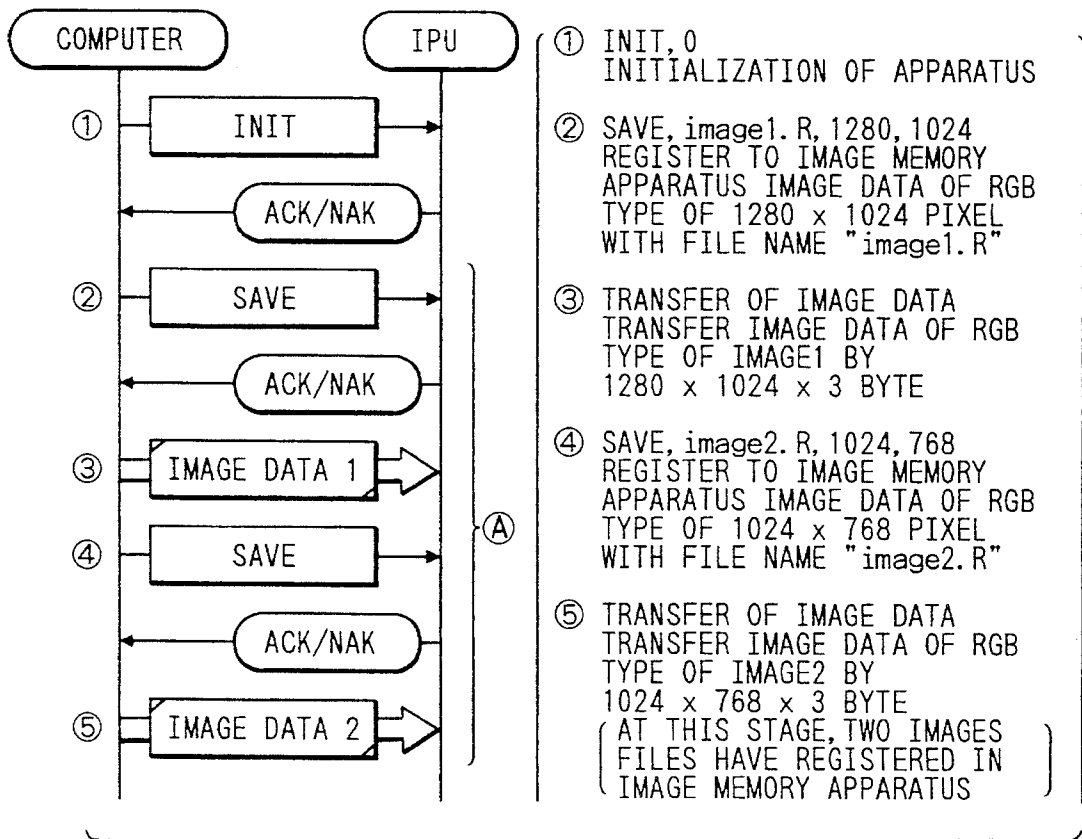 COMPUTER
IPU
① INIT
ACK/NAK
② SAVE
ACK/NAK
③ IMAGE DATA 1
④ SAVE
Ⓐ
ACK/NAK
⑤ IMAGE DATA 2
① INIT, 0
INITIALIZATION OF APPARATUS
② SAVE, image1.R, 1280, 1024
REGISTER TO IMAGE MEMORY
APPARATUS IMAGE DATA OF RGB
TYPE OF 1280 x 1024 PIXEL
WITH FILE NAME "image1.R"
③ TRANSFER OF IMAGE DATA
TRANSFER IMAGE DATA OF RGB
TYPE OF IMAGE1 BY
1280 x 1024 x 3 BYTE
④ SAVE, image2.R, 1024, 768
REGISTER TO IMAGE MEMORY
APPARATUS IMAGE DATA OF RGB
TYPE OF 1024 x 768 PIXEL
WITH FILE NAME "image2.R"
⑤ TRANSFER OF IMAGE DATA
TRANSFER IMAGE DATA OF RGB
TYPE OF IMAGE2 BY
1024 x 768 x 3 BYTE
(AT THIS STAGE, TWO IMAGES
FILES HAVE REGISTERED IN
IMAGE MEMORY APPARATUS)